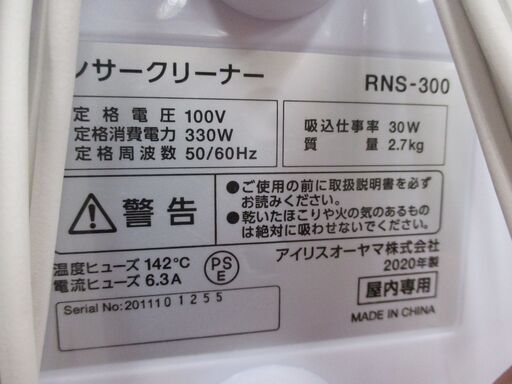 ンサークリーナー RNS-300
定格電圧 100V
定格消費電力 330W
定格周波数 50/60Hz
吸込仕事率 30W
質量 2.7kg
警告
●ご使用の前に取扱説明書を必ず
お読みください。
●乾いたほこりや火の気のあるもの
は絶対に吸わせないでください。
温度ヒューズ 142℃
電流ヒューズ 6.3A
PS
E
アイリスオーヤマ株式会社
2020年製
屋内専用
Serial No:2011101255
MADE IN CHINA